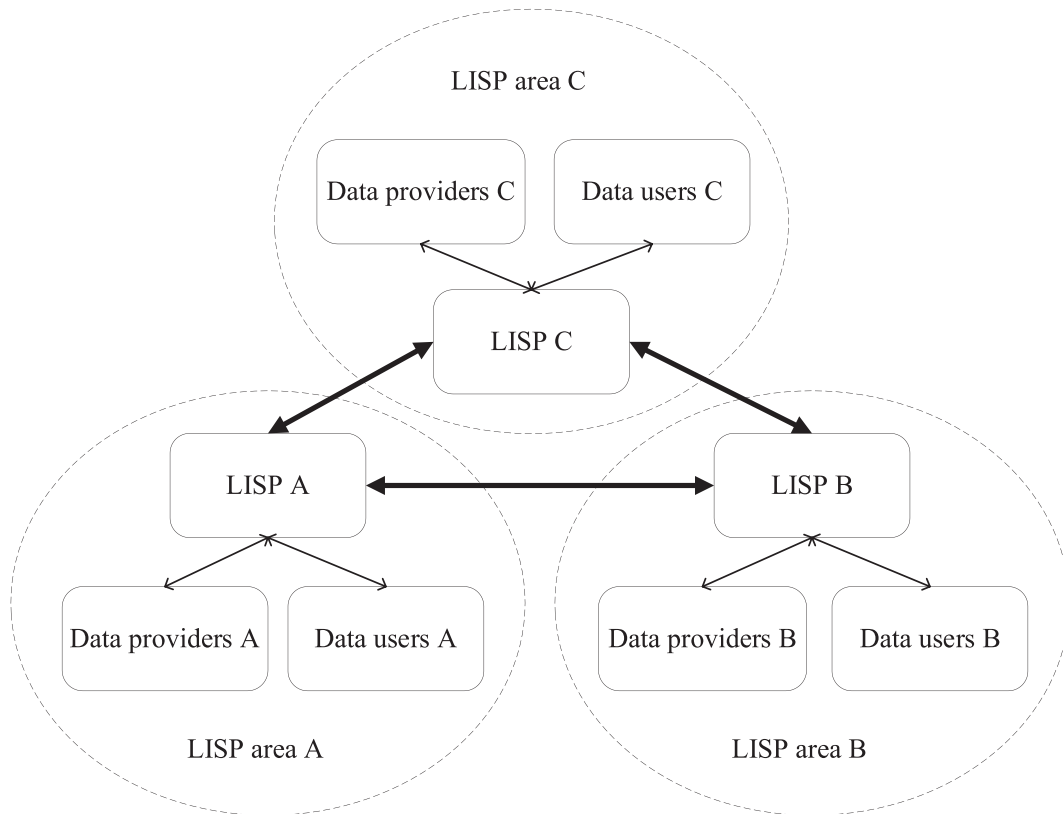 LISP area C
Data providers C
Data users C
LISP C
LISP A
LISP B
Data providers A
Data users A
Data providers B
Data users B
LISP area A
LISP area B